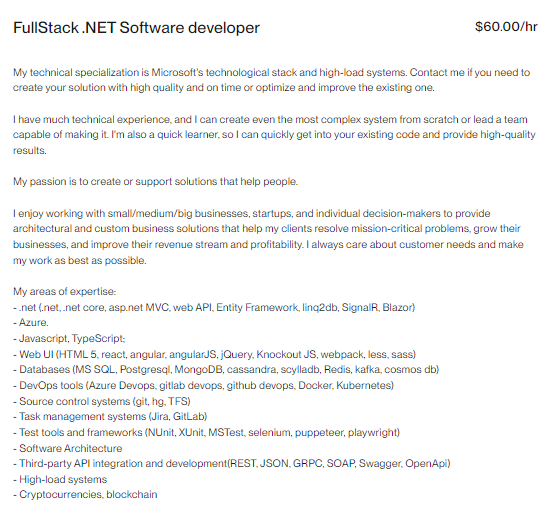 FullStack .NET Software developer
$60.00/hr
My technical specialization is Microsoft's technological stack and high-load systems. Contact me if you need to
create your solution with high quality and on time or optimize and improve the existing one.
I have much technical experience, and I can create even the most complex system from scratch or lead a team
capable of making it. I'm also a quick learner, so I can quickly get into your existing code and provide high-quality
results.
My passion is to create or support solutions that help people.
I enjoy working with small/medium/big businesses, startups, and individual decision-makers to provide
architectural and custom business solutions that help my clients resolve mission-critical problems, grow their
businesses, and improve their revenue stream and profitability. I always care about customer needs and make
my work as best as possible.
My areas of expertise:
- .net (.net, .net core, asp.net MVC, web API, Entity Framework, linq2db, SignalR, Blazor)
- Azure.
- Javascript, TypeScript;
- Web UI (HTML 5, react, angular, angularJS, jQuery, Knockout JS, webpack, less, sass)
- Databases (MS SQL, Postgresql, MongoDB, cassandra, scylladb, Redis, kafka, cosmos db)
- DevOps tools (Azure Devops, gitlab devops, github devops, Docker, Kubernetes)
- Source control systems (git, hg, TFS)
- Task management systems (Jira, GitLab)
- Test tools and frameworks (NUnit, XUnit, MSTest, selenium, puppeteer, playwright)
- Software Architecture
- Third-party API integration and development(REST, JSON, GRPC, SOAP, Swagger, OpenApi)
- High-load systems
- Cryptocurrencies, blockchain